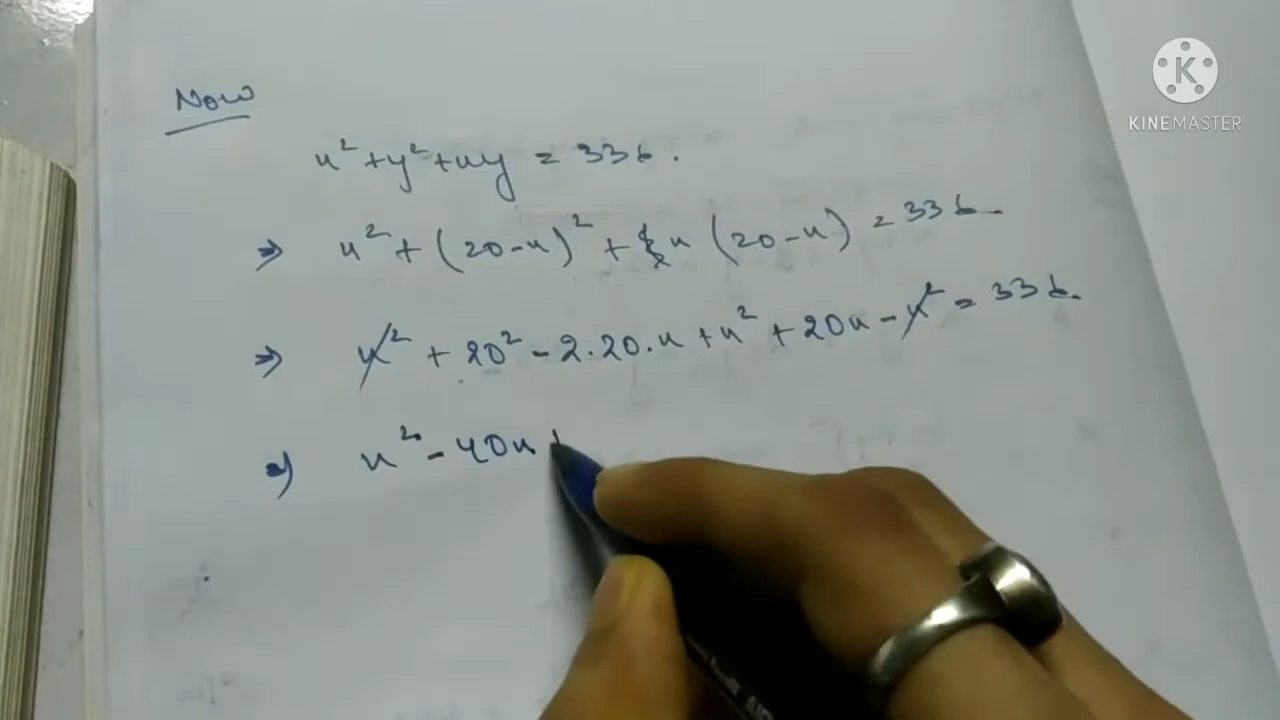 Now
K
KINEMASTER
x² + y² + xy = 336.
⇒ x² + (20-x)² + x (20-x) = 336
⇒ x² + 20² - 2.20.x + x² + 20x - x² = 336
⇒ x² - 40x